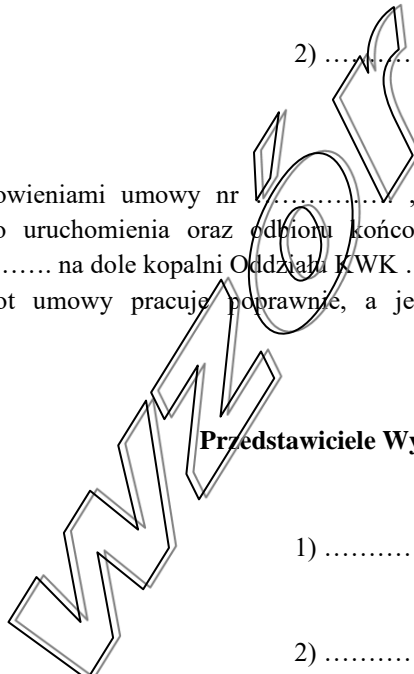 2) …………
owieniami umowy nr …………… ,
o uruchomienia oraz odbioru końco
……. na dole kopalni Oddziału KWK ..
ot umowy pracuje poprawnie, a je
Przedstawiciele Wy
1) …………
2) …………
wzór